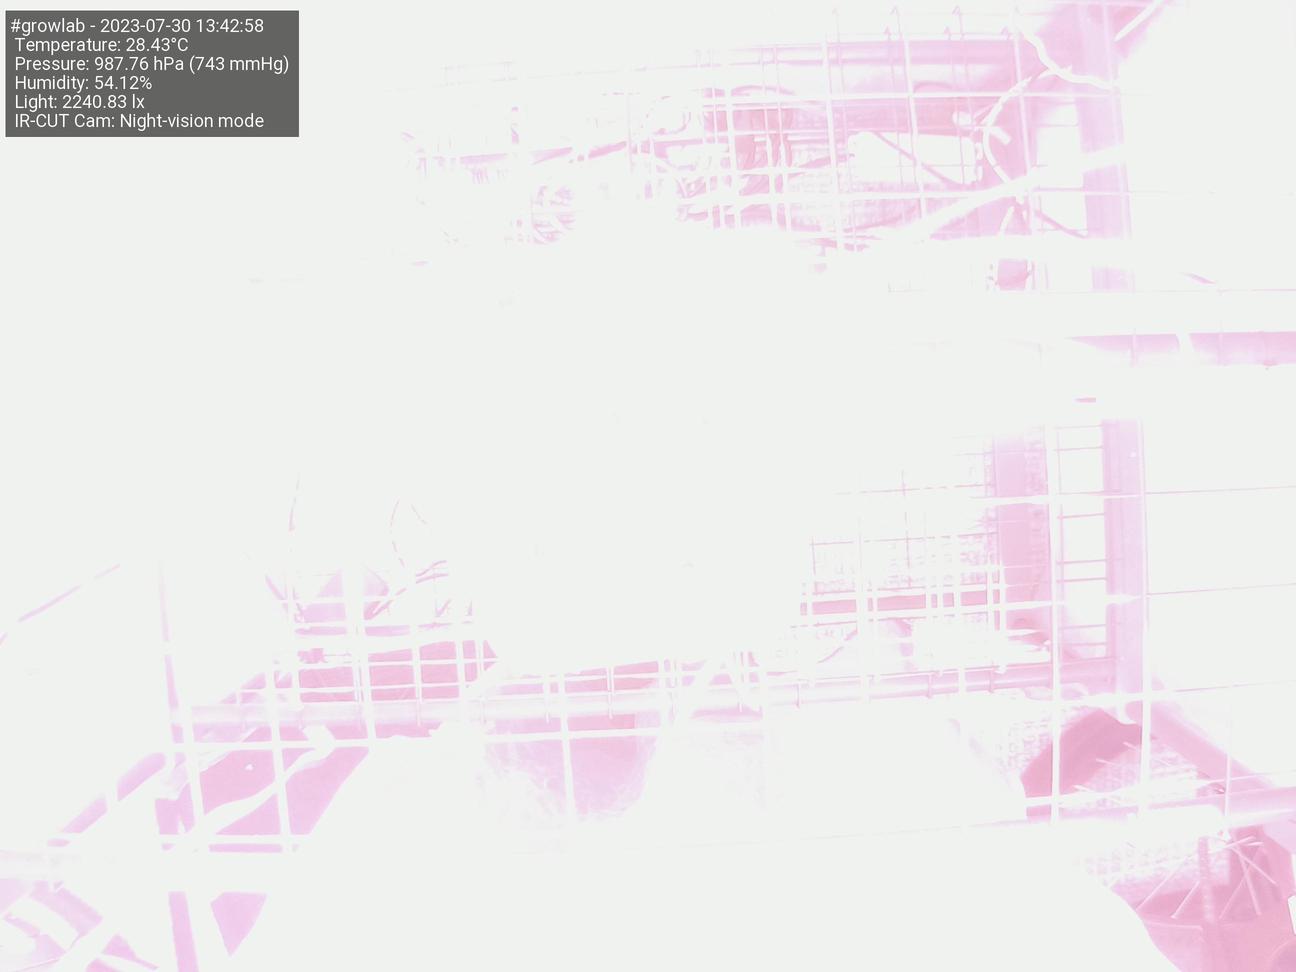 #growlab - 2023-07-30 13:42:58
Temperature: 28.43°C
Pressure: 987.76 hPa (743 mmHg)
Humidity: 54.12%
Light: 2240.83 lx
IR-CUT Cam: Night-vision mode